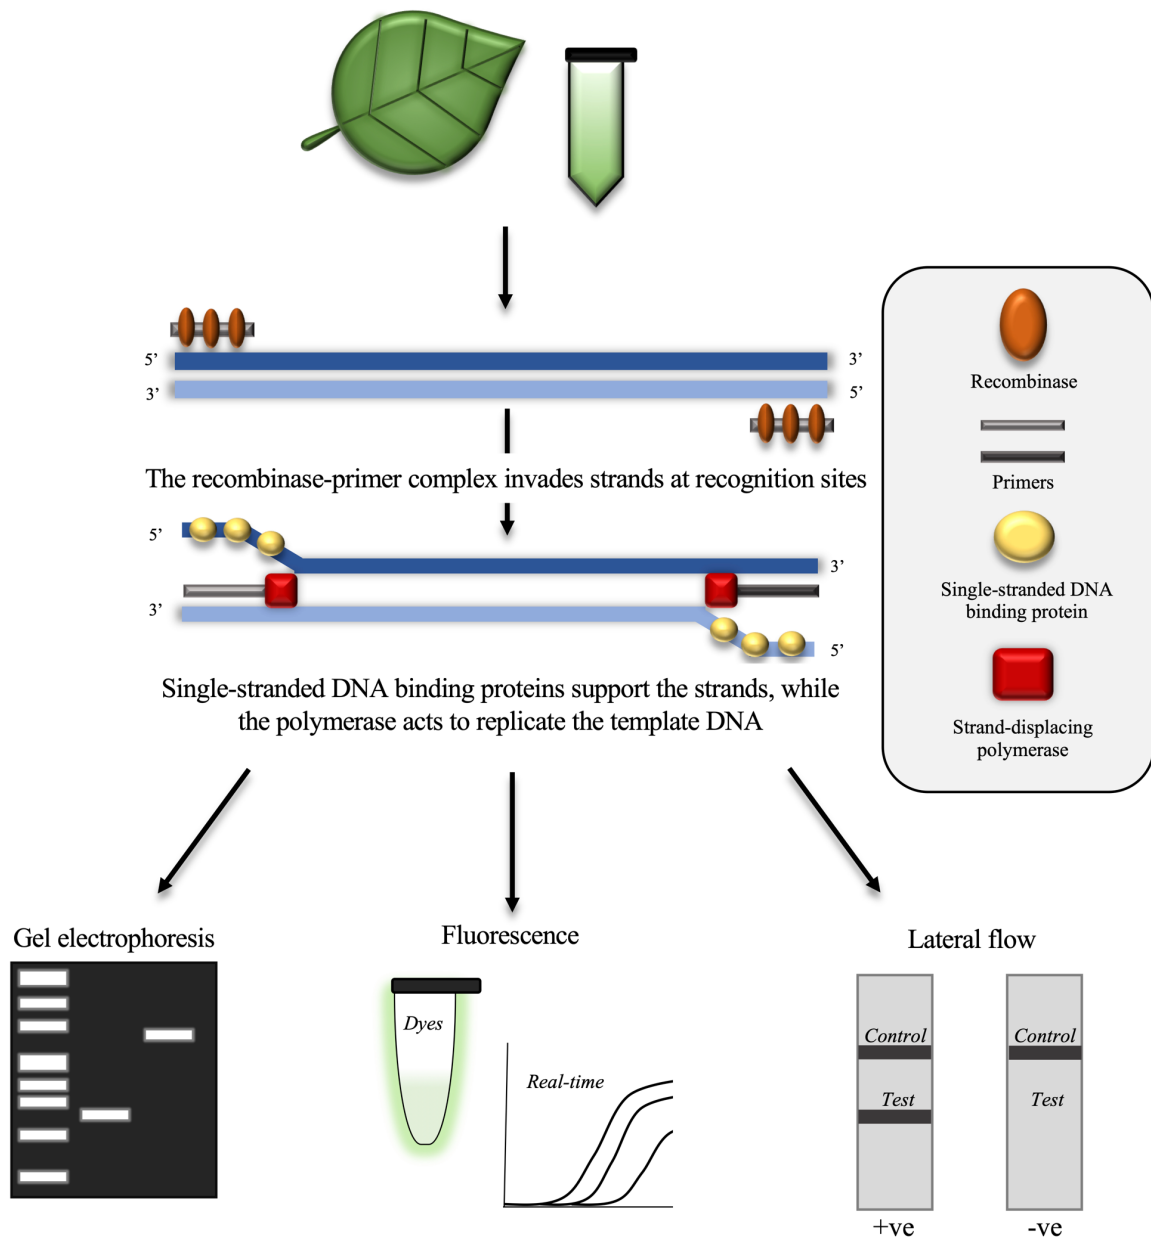 5’
3’
3’
5’
The recombinase-primer complex invades strands at recognition sites
5’
3’
3’
5’
Single-stranded DNA binding proteins support the strands, while
the polymerase acts to replicate the template DNA
Recombinase
Primers
Single-stranded DNA
binding protein
Strand-displacing
polymerase
Gel electrophoresis
Fluorescence
Dyes
Real-time
Lateral flow
Control
Test
+ve
Control
Test
-ve